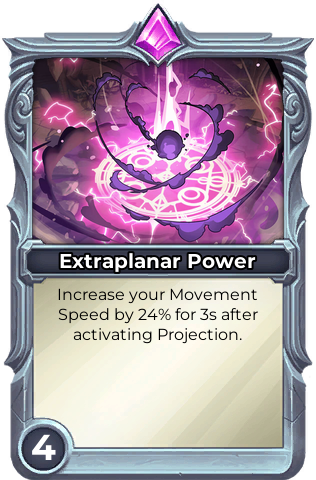 Extraplanar Power
Increase your Movement
Speed by 24% for 3s after
activating Projection.
4